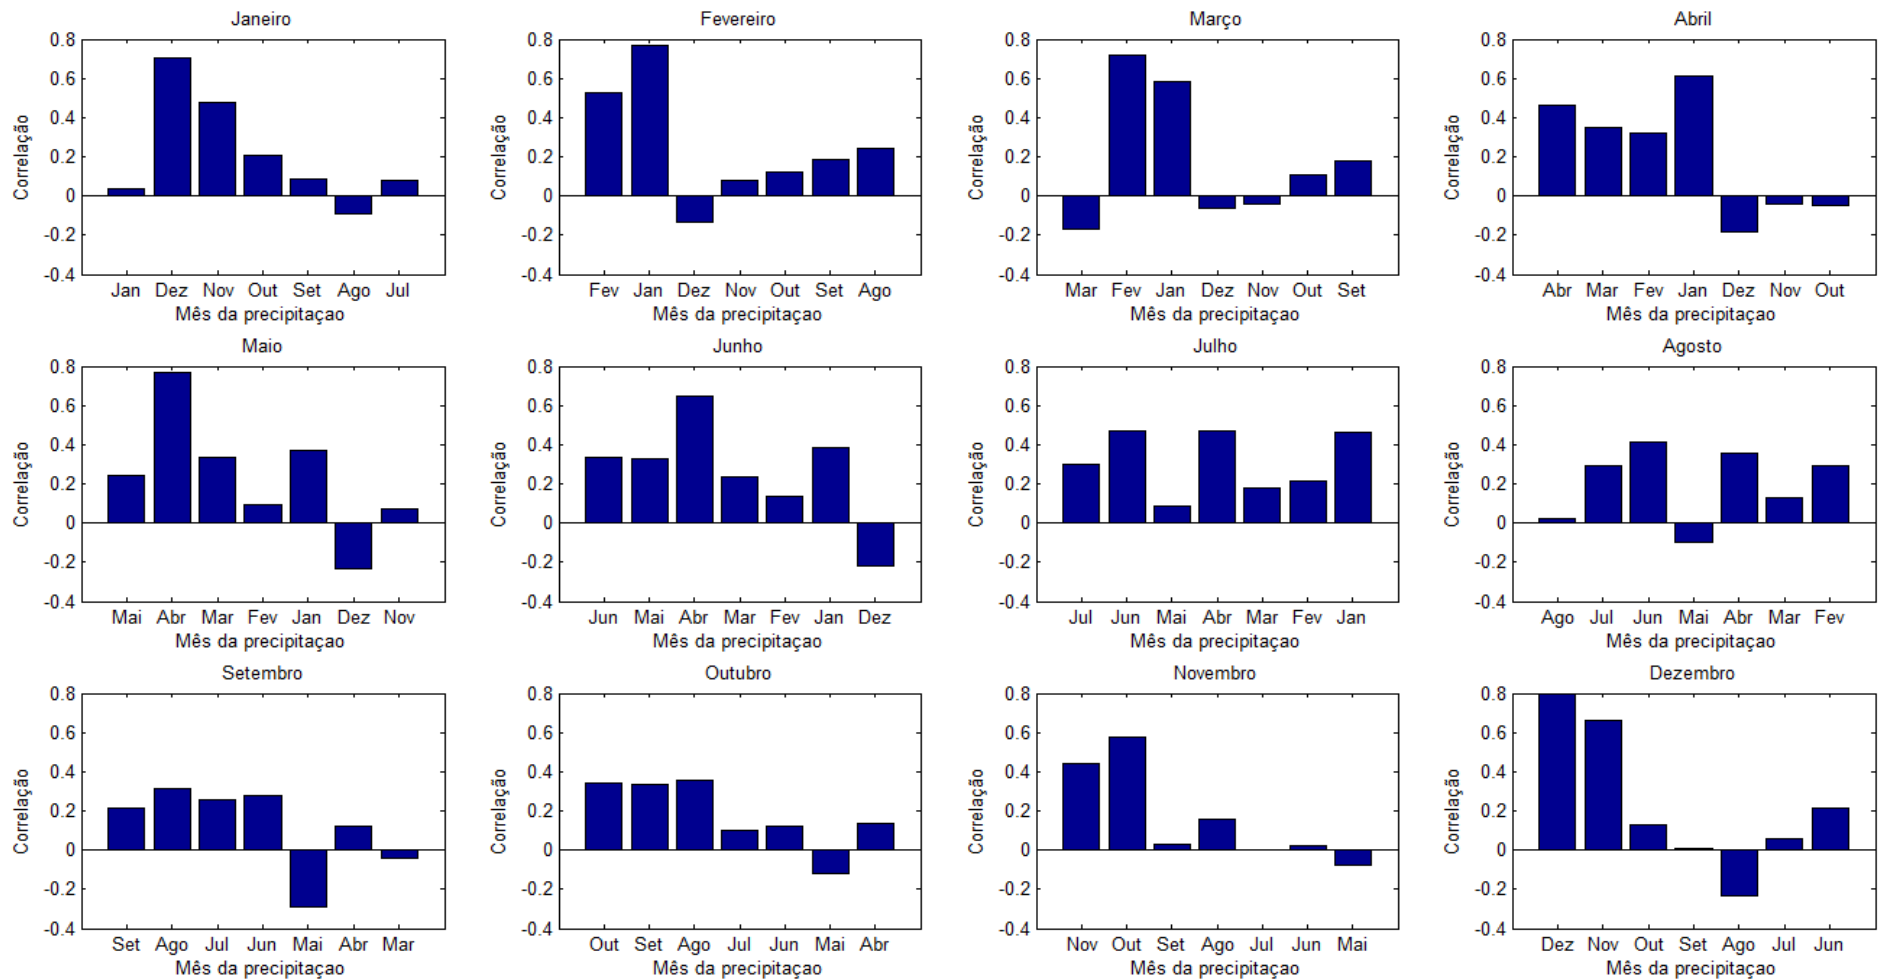 Janeiro
Correlação
0.8
0.6
0.4
0.2
0
-0.2
-0.4
Jan Dez Nov Out Set Ago Jul
Mês da precipitaçao
Fevereiro
Correlação
0.8
0.6
0.4
0.2
0
-0.2
-0.4
Fev Jan Dez Nov Out Set Ago
Mês da precipitaçao
Março
Correlação
0.8
0.6
0.4
0.2
0
-0.2
-0.4
Mar Fev Jan Dez Nov Out Set
Mês da precipitaçao
Abril
Correlação
0.8
0.6
0.4
0.2
0
-0.2
-0.4
Abr Mar Fev Jan Dez Nov Out
Mês da precipitaçao
Maio
Correlação
0.8
0.6
0.4
0.2
0
-0.2
-0.4
Mai Abr Mar Fev Jan Dez Nov
Mês da precipitaçao
Junho
Correlação
0.8
0.6
0.4
0.2
0
-0.2
-0.4
Jun Mai Abr Mar Fev Jan Dez
Mês da precipitaçao
Julho
Correlação
0.8
0.6
0.4
0.2
0
-0.2
-0.4
Jul Jun Mai Abr Mar Fev Jan
Mês da precipitaçao
Agosto
Correlação
0.8
0.6
0.4
0.2
0
-0.2
-0.4
Ago Jul Jun Mai Abr Mar Fev
Mês da precipitaçao
Setembro
Correlação
0.8
0.6
0.4
0.2
0
-0.2
-0.4
Set Ago Jul Jun Mai Abr Mar
Mês da precipitaçao
Outubro
Correlação
0.8
0.6
0.4
0.2
0
-0.2
-0.4
Out Set Ago Jul Jun Mai Abr
Mês da precipitaçao
Novembro
Correlação
0.8
0.6
0.4
0.2
0
-0.2
-0.4
Nov Out Set Ago Jul Jun Mai
Mês da precipitaçao
Dezembro
Correlação
0.8
0.6
0.4
0.2
0
-0.2
-0.4
Dez Nov Out Set Ago Jul Jun
Mês da precipitaçao